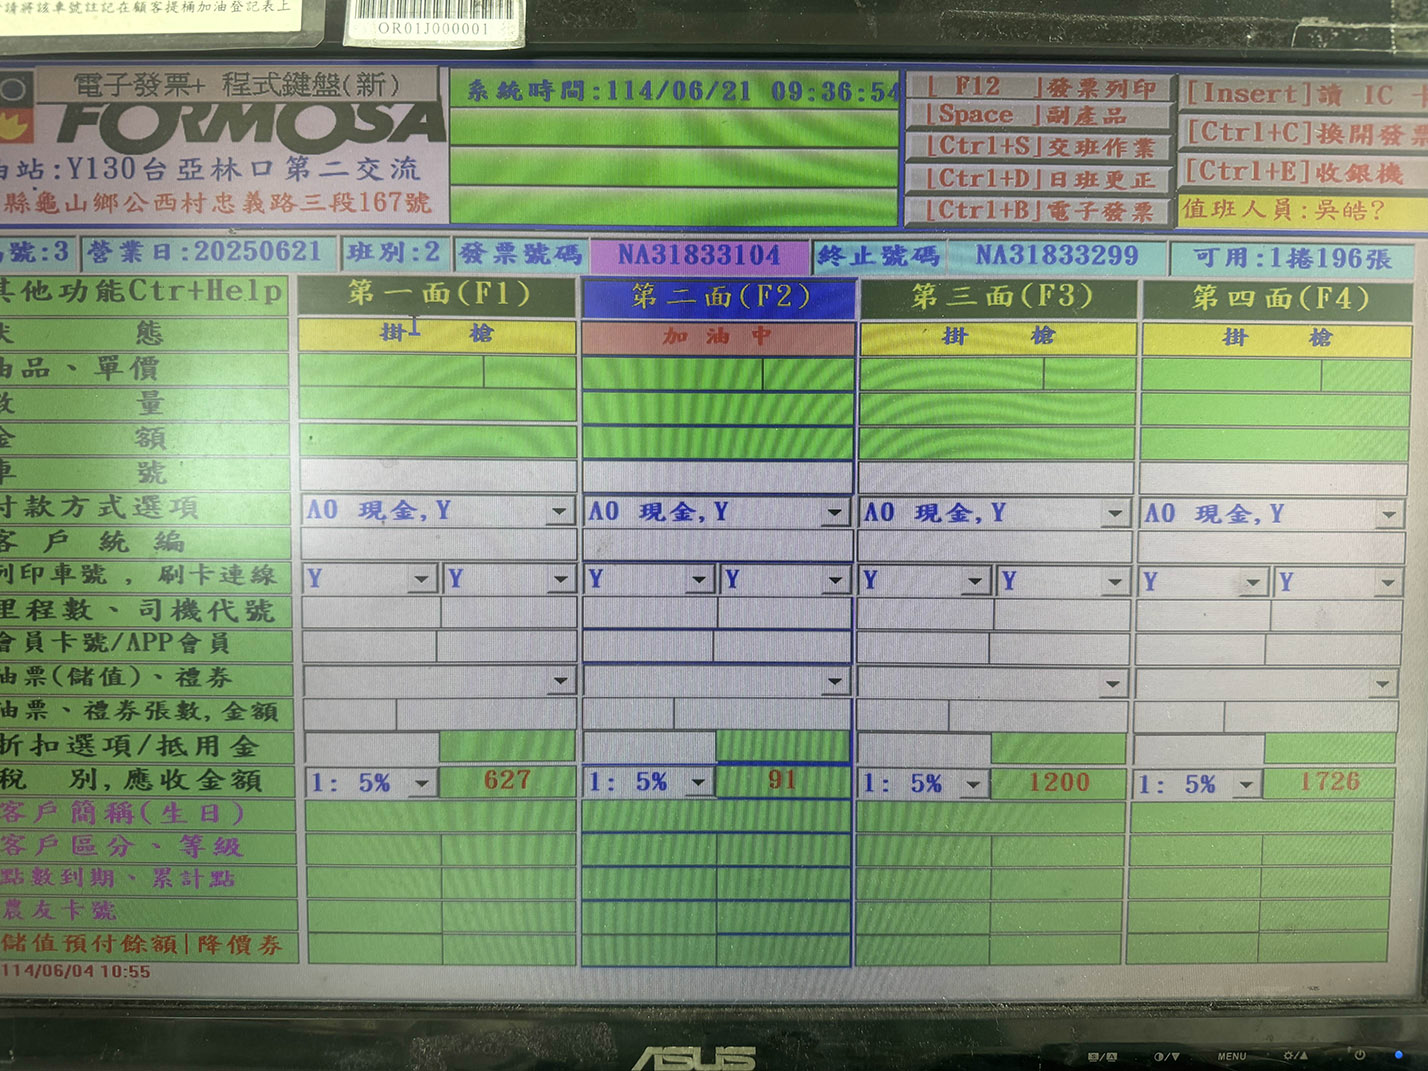 請將該車號註記在顧客提桶加油登記表上
OR01J000001
電子發票+ 程式鍵盤(新)
FORMOSA
站:Y130台亞林口第二交流
縣龜山鄉公西村忠義路三段167號
系統時間:114/06/21 09:36:54
[ F12 ]發票列印
[Space ]副產品
[Ctrl+S]交班作業
[Ctrl+D]日班更正
[Ctrl+B]電子發票
[Insert]讀 IC 卡
[Ctrl+C]換開發票
[Ctrl+E]收銀機
值班人員:吳皓?
號:3 營業日:20250621 班別:2 發票號碼 NA31833104 終止號碼 NA31833299 可用:1捲196張
其他功能Ctr+Help 第一面(F1) 第二面(F2) 第三面(F3) 第四面(F4)
狀 態 掛 槍 加油中 掛 槍 掛 槍
油品、單價
數 量
金 額
車 號
付款方式選項 A0 現金,Y A0 現金,Y A0 現金,Y A0 現金,Y
客戶統編
列印車號 , 刷卡連線 Y Y Y Y Y Y Y Y
里程數、司機代號
會員卡號/APP會員
油票(儲值)、禮券
油票、禮券張數,金額
折扣選項/抵用金
稅 別,應收金額 1: 5% 627 1: 5% 91 1: 5% 1200 1: 5% 1726
客戶簡稱(生日)
客戶區分、等級
點數到期、累計點
農友卡號
儲值預付餘額|降價券
114/06/04 10:55
ASUS
S/A
MENU